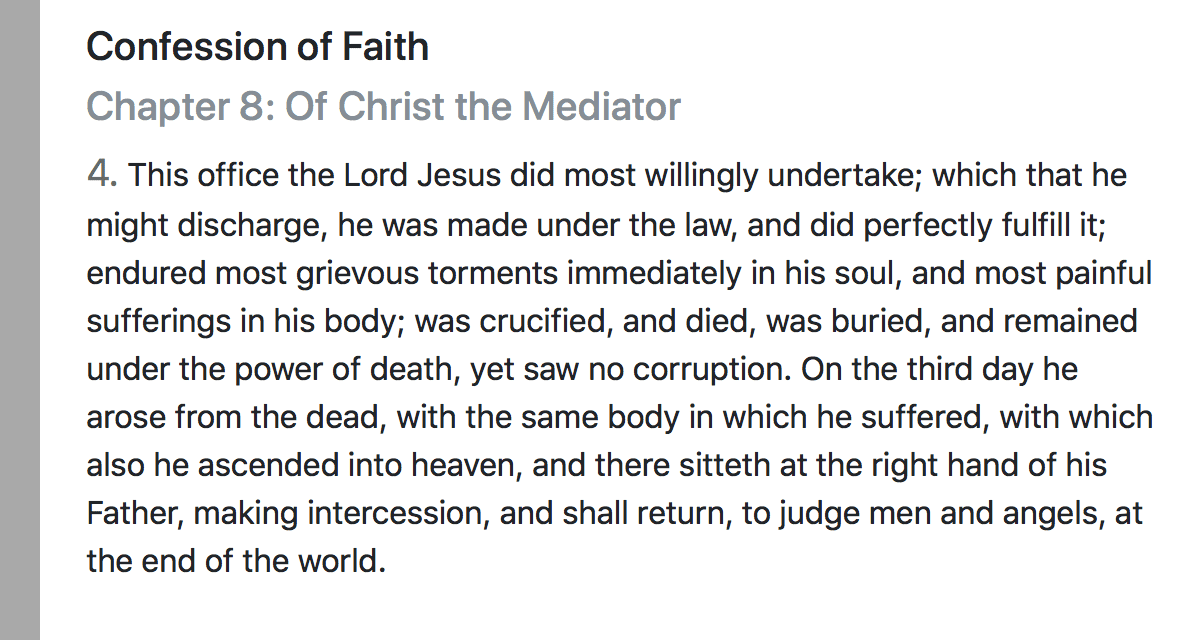 Confession of Faith
Chapter 8: Of Christ the Mediator
4. This office the Lord Jesus did most willingly undertake; which that he
might discharge, he was made under the law, and did perfectly fulfill it;
endured most grievous torments immediately in his soul, and most painful
sufferings in his body; was crucified, and died, was buried, and remained
under the power of death, yet saw no corruption. On the third day he
arose from the dead, with the same body in which he suffered, with which
also he ascended into heaven, and there sitteth at the right hand of his
Father, making intercession, and shall return, to judge men and angels, at
the end of the world.